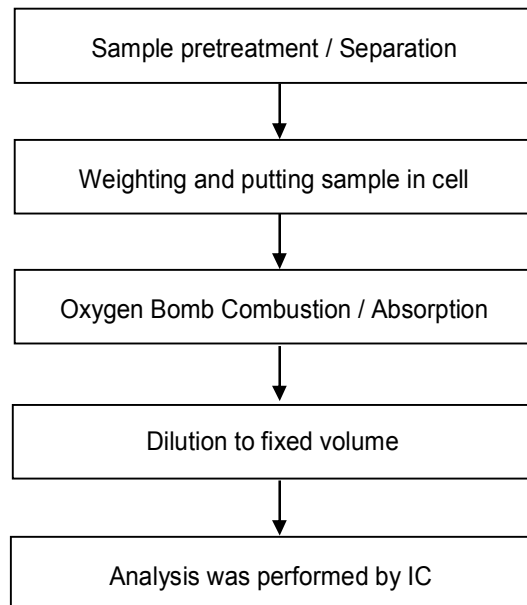 Sample pretreatment / Separation
Weighting and putting sample in cell
Oxygen Bomb Combustion / Absorption
Dilution to fixed volume
Analysis was performed by IC